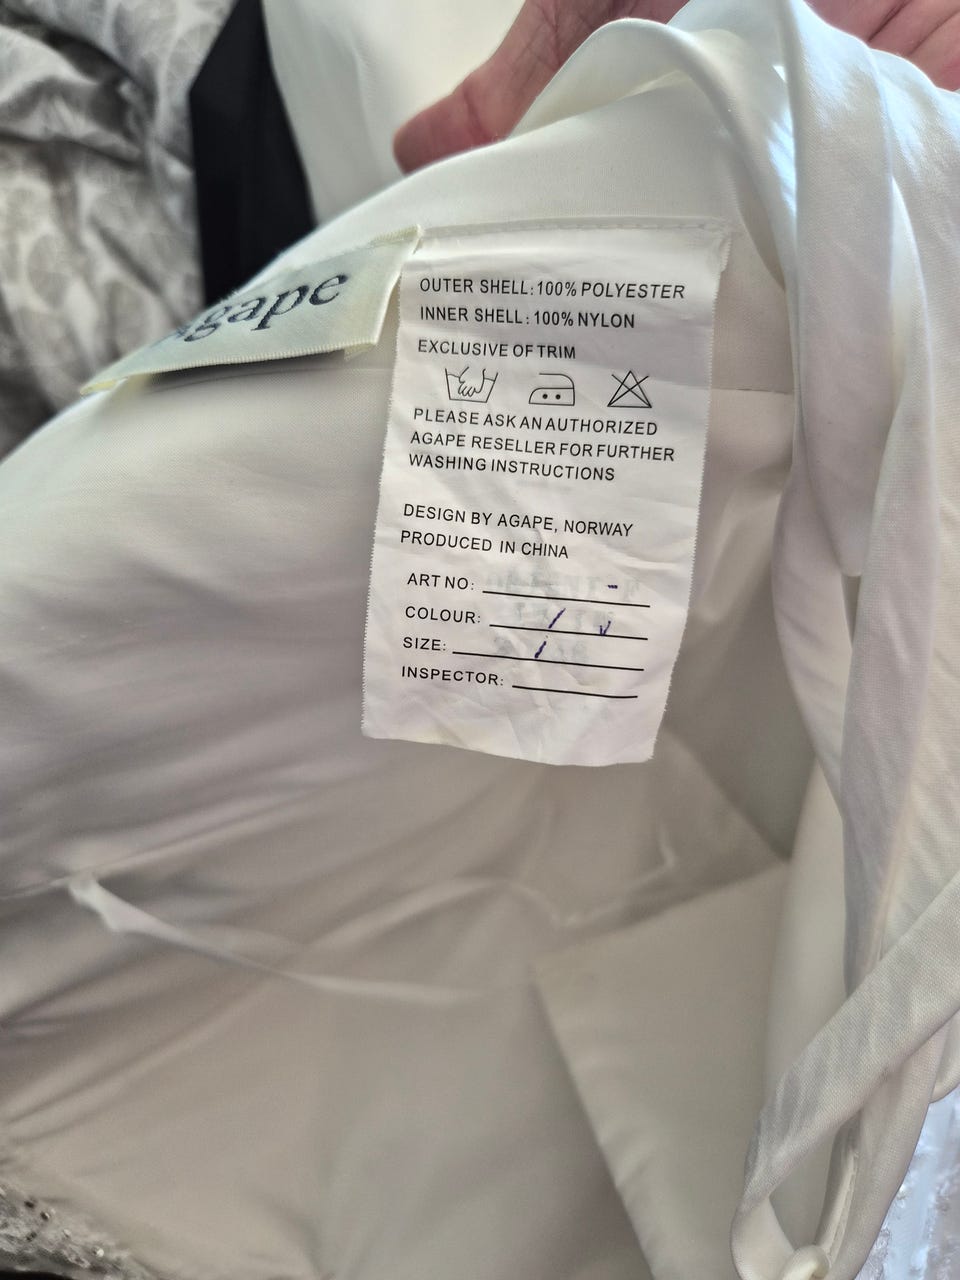 Agape
OUTER SHELL: 100% POLYESTER
INNER SHELL: 100% NYLON
EXCLUSIVE OF TRIM
PLEASE ASK AN AUTHORIZED
AGAPE RESELLER FOR FURTHER
WASHING INSTRUCTIONS
DESIGN BY AGAPE, NORWAY
PRODUCED IN CHINA
ART NO:
COLOUR:
SIZE:
INSPECTOR: